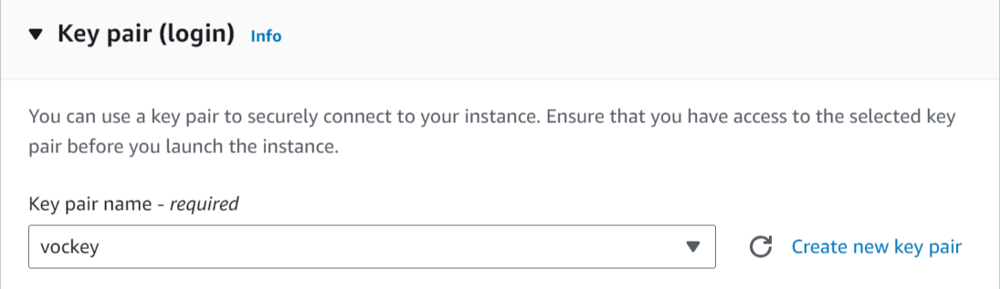 Key pair (login) Info
You can use a key pair to securely connect to your instance. Ensure that you have access to the selected key
pair before you launch the instance.
Key pair name - required
vockey
Create new key pair